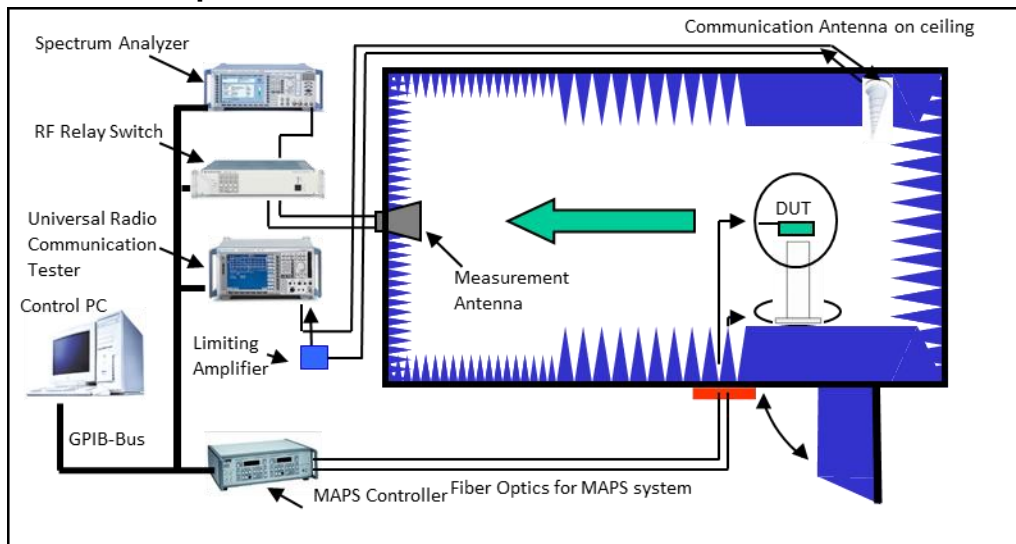 Communication Antenna on ceiling
Spectrum Analyzer
RF Relay Switch
Universal Radio
Communication
Tester
DUT
Measurement
Antenna
Control PC
Limiting
Amplifier
GPIB-Bus
MAPS Controller
Fiber Optics for MAPS system